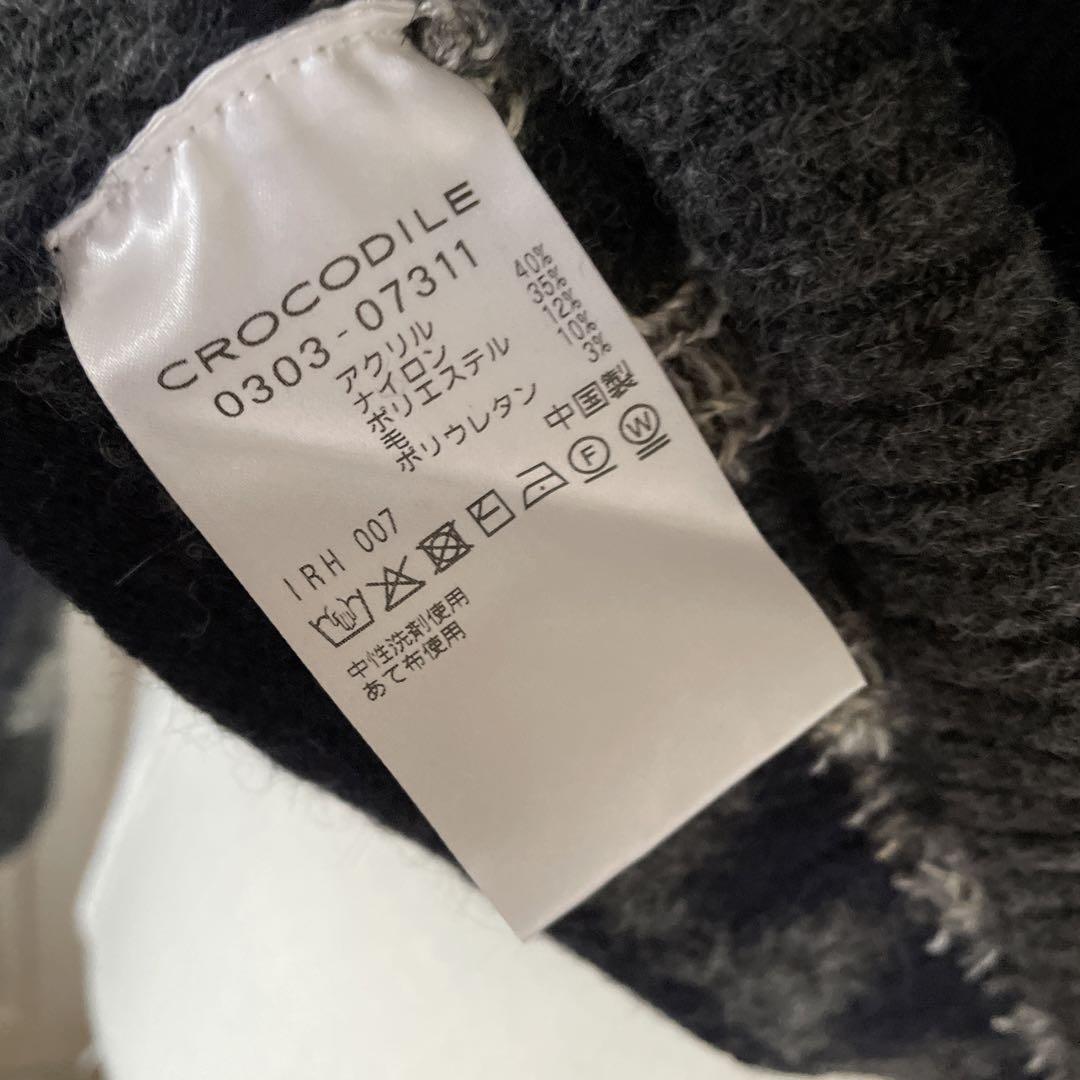 CROCODILE
0303-07311
アクリル 40%
ナイロン 35%
ポリエステル 12%
毛 10%
ポリウレタン 3%
中国製
IRH 007
F
W
中性洗剤使用
あて布使用